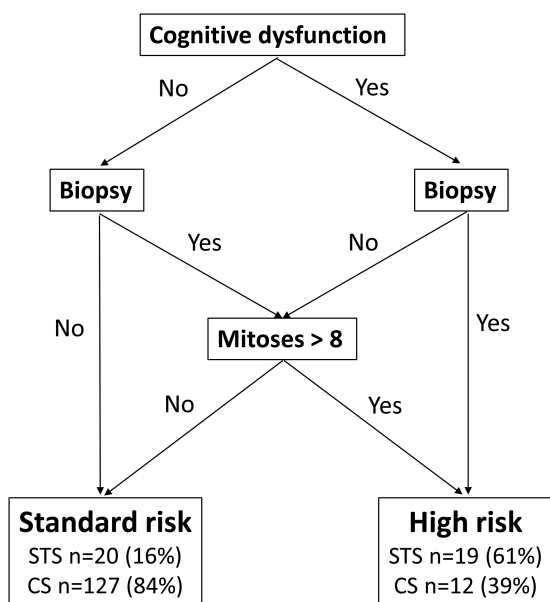 Cognitive dysfunction
No
Yes
Biopsy
Biopsy
Yes
No
No
Yes
Mitoses > 8
No
Yes
Standard risk
STS n=20 (16%)
CS n=127 (84%)
High risk
STS n=19 (61%)
CS n=12 (39%)